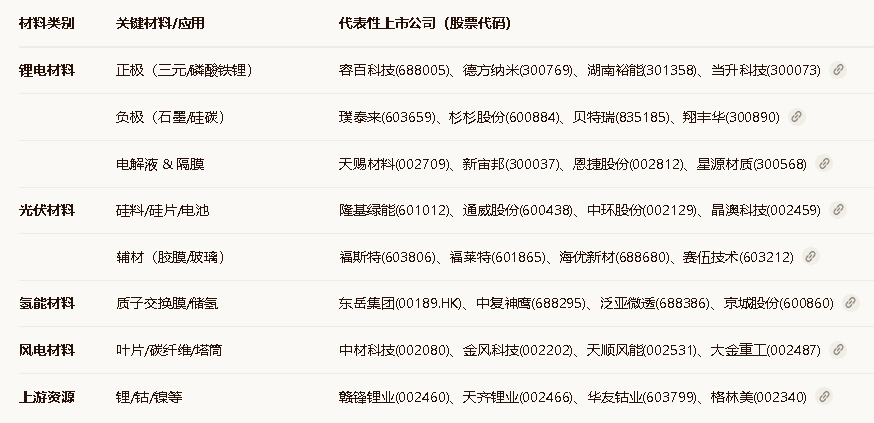 材料类别 关键材料/应用 代表性上市公司（股票代码）
锂电材料 正极（三元/磷酸铁锂） 容百科技(688005)、德方纳米(300769)、湖南裕能(301358)、当升科技(300073)
负极（石墨/硅碳） 璞泰来(603659)、杉杉股份(600884)、贝特瑞(835185)、翔丰华(300890)
电解液 & 隔膜 天赐材料(002709)、新宙邦(300037)、恩捷股份(002812)、星源材质(300568)
光伏材料 硅料/硅片/电池 隆基绿能(601012)、通威股份(600438)、中环股份(002129)、晶澳科技(002459)
辅材（胶膜/玻璃） 福斯特(603806)、福莱特(601865)、海优新材(688680)、赛伍技术(603212)
氢能材料 质子交换膜/储氢 东岳集团(00189.HK)、中复神鹰(688295)、泛亚微透(688386)、京城股份(600860)
风电材料 叶片/碳纤维/塔筒 中材科技(002080)、金风科技(002202)、天顺风能(002531)、大金重工(002487)
上游资源 锂/钴/镍等 赣锋锂业(002460)、天齐锂业(002466)、华友钴业(603799)、格林美(002340)